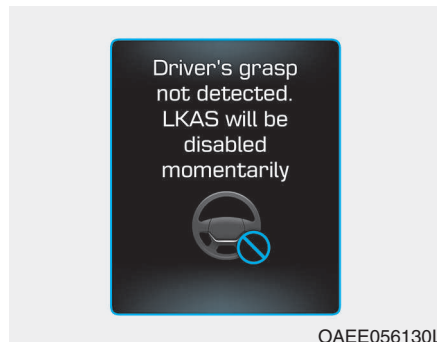 Driver's grasp
not detected.
LKAS will be
disabled
momentarily
OAEE056130L